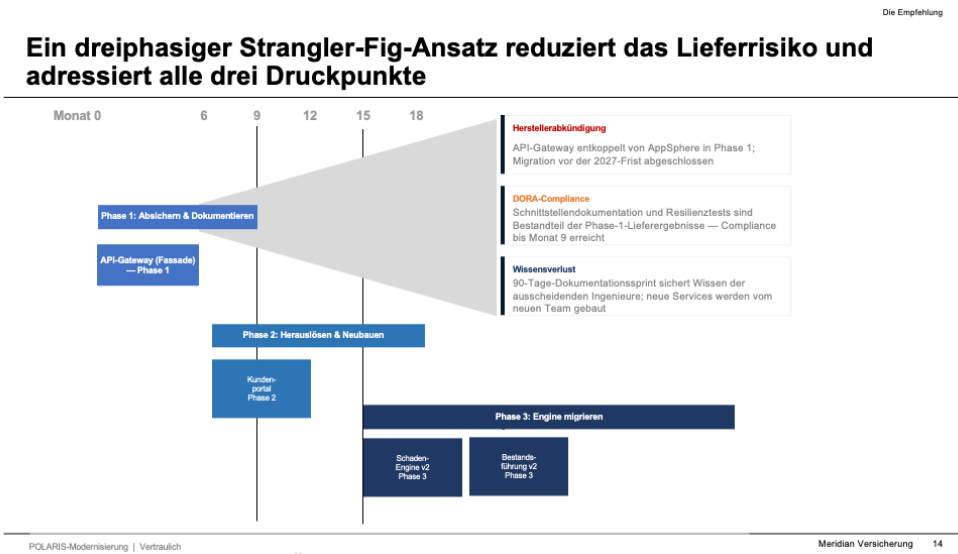 Die Empfehlung
Ein dreiphasiger Strangler-Fig-Ansatz reduziert das Lieferrisiko und
adressiert alle drei Druckpunkte
Monat 0 6 9 12 15 18
Herstellerabkündigung
API-Gateway entkoppelt von AppSphere in Phase 1;
Migration vor der 2027-Frist abgeschlossen
DORA-Compliance
Schnittstellendokumentation und Resilienztests sind
Bestandteil der Phase-1-Lieferergebnisse — Compliance
bis Monat 9 erreicht
Wissensverlust
90-Tage-Dokumentationssprint sichert Wissen der
ausscheidenden Ingenieure; neue Services werden vom
neuen Team gebaut
Phase 1: Absichern & Dokumentieren
API-Gateway (Fassade)
— Phase 1
Phase 2: Herauslösen & Neubauen
Kunden-
portal
Phase 2
Phase 3: Engine migrieren
Schaden-
Engine v2
Phase 3
Bestands-
führung v2
Phase 3
POLARIS-Modernisierung | Vertraulich
Meridian Versicherung 14